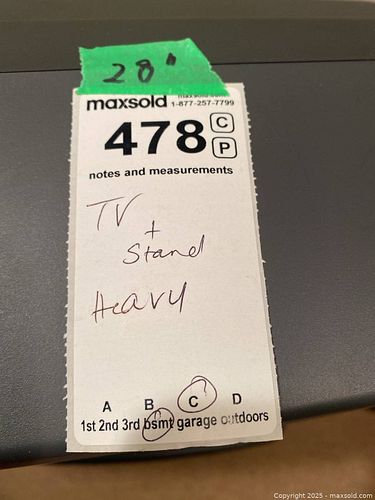 28"
maxsold
maxsold.com
1-877-257-7799
478
C
P
notes and measurements
TV
+
Stand
Heavy
A B C D
1st 2nd 3rd bsmt garage outdoors
Copyright 2025 - maxsold.com